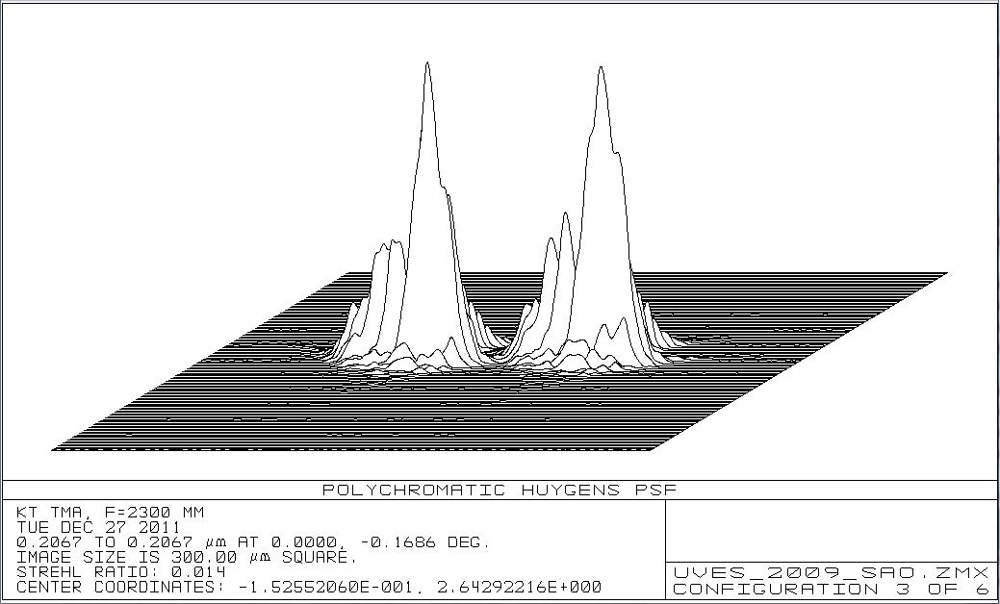 POLYCHROMATIC HUYGENS PSF
KT TMA, F=2300 MM
TUE DEC 27 2011
0.2067 TO 0.2067 µm AT 0.0000, -0.1686 DEG.
IMAGE SIZE IS 300.00 µm SQUARE.
STREHL RATIO: 0.014
CENTER COORDINATES: -1.52552060E-001, 2.64292216E+000
UVES_2009_SAO.ZMX
CONFIGURATION 3 OF 6